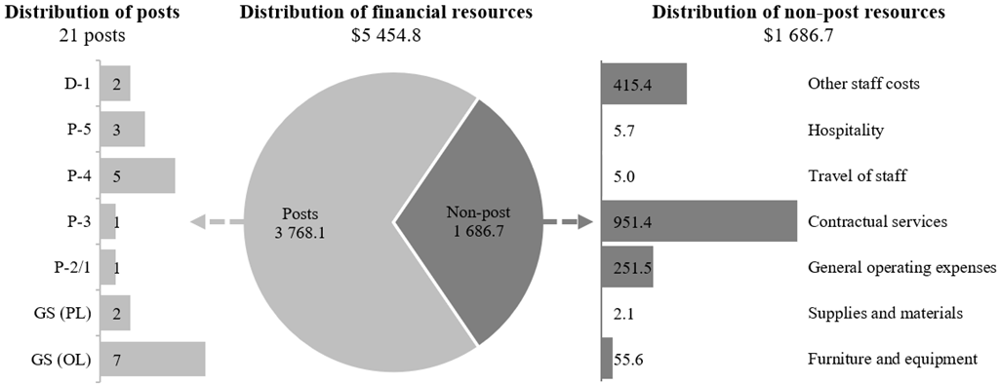 Distribution of posts
21 posts
D-1 2
P-5 3
P-4 5
P-3 1
P-2/1 1
GS (PL) 2
GS (OL) 7
Distribution of financial resources
$5 454.8
Posts
3 768.1
Non-post
1 686.7
Distribution of non-post resources
$1 686.7
415.4 Other staff costs
5.7 Hospitality
5.0 Travel of staff
951.4 Contractual services
251.5 General operating expenses
2.1 Supplies and materials
55.6 Furniture and equipment